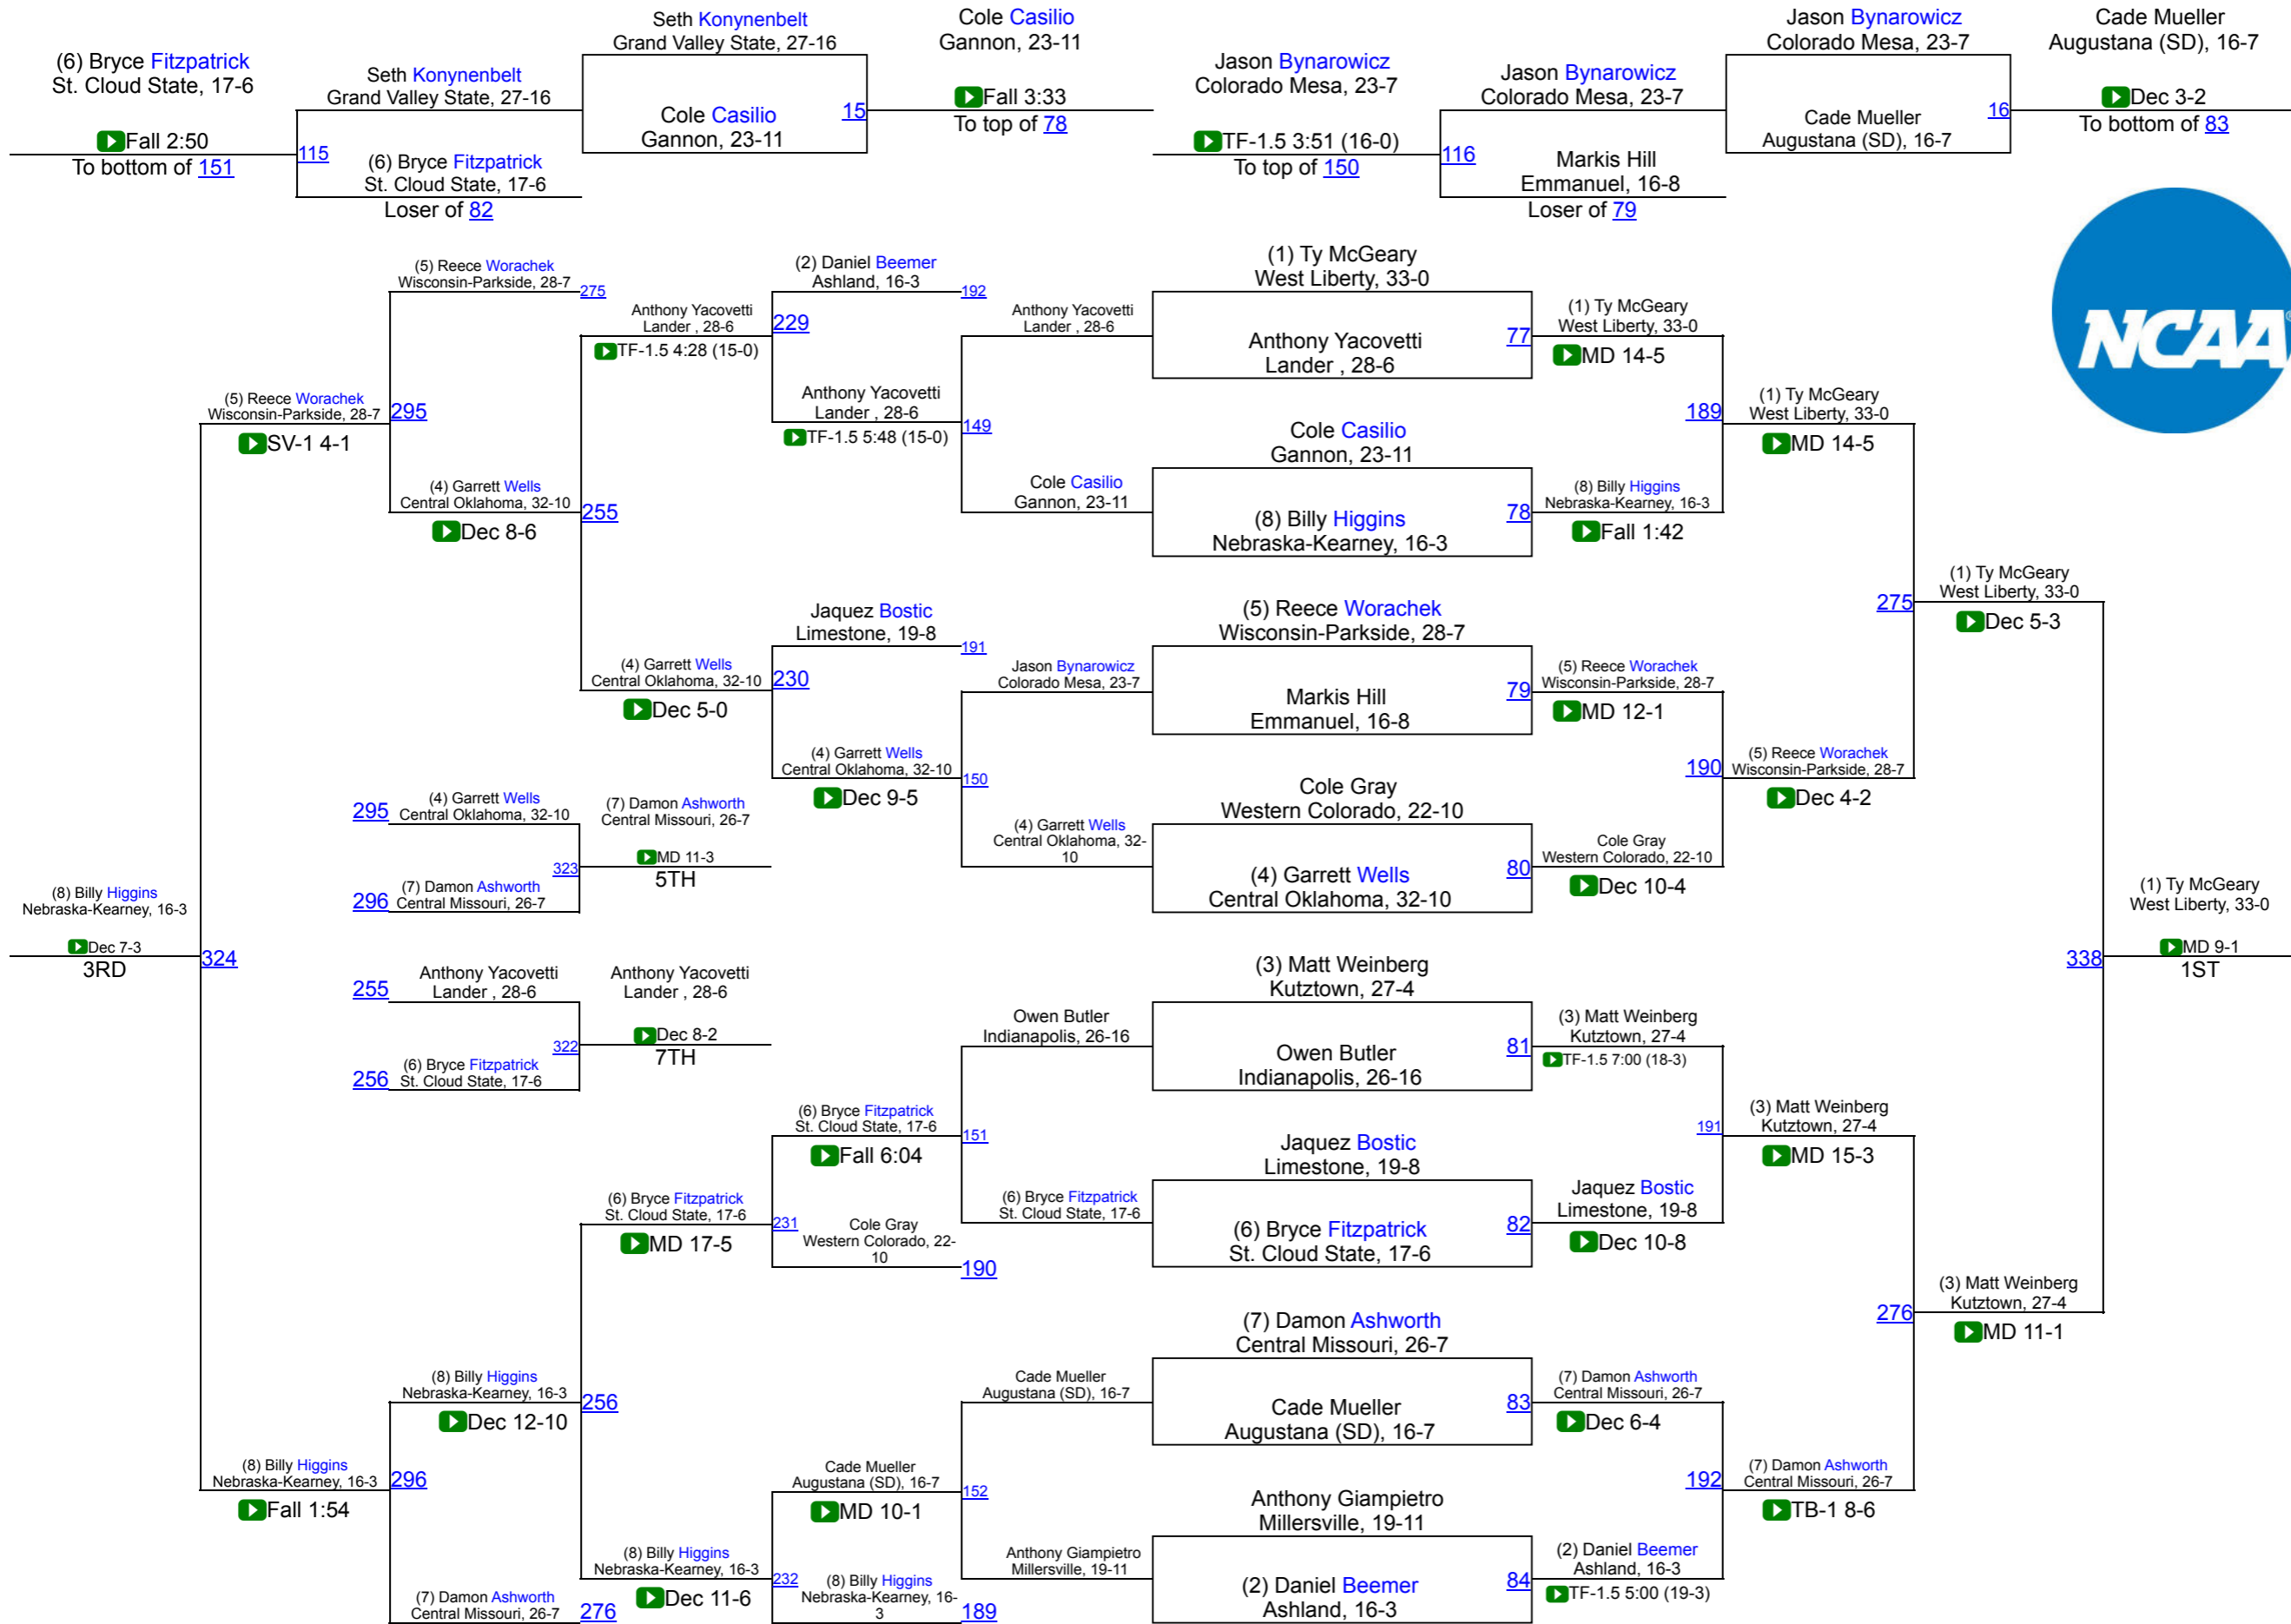 (6) Bryce Fitzpatrick
St. Cloud State, 17-6
Fall 2:50
To bottom of 151
Seth Konynenbelt
Grand Valley State, 27-16
115
(6) Bryce Fitzpatrick
St. Cloud State, 17-6
Loser of 82
Seth Konynenbelt
Grand Valley State, 27-16
Cole Casilio
Gannon, 23-11
15
Cole Casilio
Gannon, 23-11
Fall 3:33
To top of 78
Jason Bynarowicz
Colorado Mesa, 23-7
TF-1.5 3:51 (16-0)
To top of 150
Jason Bynarowicz
Colorado Mesa, 23-7
116
Markis Hill
Emmanuel, 16-8
Loser of 79
Jason Bynarowicz
Colorado Mesa, 23-7
Cade Mueller
Augustana (SD), 16-7
16
Cade Mueller
Augustana (SD), 16-7
Dec 3-2
To bottom of 83
NCAA®
(1) Ty McGeary
West Liberty, 33-0
Anthony Yacovetti
Lander , 28-6
77
Cole Casilio
Gannon, 23-11
(8) Billy Higgins
Nebraska-Kearney, 16-3
78
(5) Reece Worachek
Wisconsin-Parkside, 28-7
Markis Hill
Emmanuel, 16-8
79
Cole Gray
Western Colorado, 22-10
(4) Garrett Wells
Central Oklahoma, 32-10
80
(3) Matt Weinberg
Kutztown, 27-4
Owen Butler
Indianapolis, 26-16
81
Jaquez Bostic
Limestone, 19-8
(6) Bryce Fitzpatrick
St. Cloud State, 17-6
82
(7) Damon Ashworth
Central Missouri, 26-7
Cade Mueller
Augustana (SD), 16-7
83
Anthony Giampietro
Millersville, 19-11
(2) Daniel Beemer
Ashland, 16-3
84
(1) Ty McGeary
West Liberty, 33-0
MD 14-5
189
(8) Billy Higgins
Nebraska-Kearney, 16-3
Fall 1:42
(5) Reece Worachek
Wisconsin-Parkside, 28-7
MD 12-1
190
Cole Gray
Western Colorado, 22-10
Dec 10-4
(3) Matt Weinberg
Kutztown, 27-4
TF-1.5 7:00 (18-3)
191
Jaquez Bostic
Limestone, 19-8
Dec 10-8
(7) Damon Ashworth
Central Missouri, 26-7
Dec 6-4
192
(2) Daniel Beemer
Ashland, 16-3
TF-1.5 5:00 (19-3)
(1) Ty McGeary
West Liberty, 33-0
MD 14-5
275
(5) Reece Worachek
Wisconsin-Parkside, 28-7
Dec 4-2
(3) Matt Weinberg
Kutztown, 27-4
MD 15-3
276
(7) Damon Ashworth
Central Missouri, 26-7
TB-1 8-6
(1) Ty McGeary
West Liberty, 33-0
Dec 5-3
338
(3) Matt Weinberg
Kutztown, 27-4
MD 11-1
(1) Ty McGeary
West Liberty, 33-0
MD 9-1
1ST
Anthony Yacovetti
Lander , 28-6
149
Cole Casilio
Gannon, 23-11
Jason Bynarowicz
Colorado Mesa, 23-7
150
(4) Garrett Wells
Central Oklahoma, 32-
10
Owen Butler
Indianapolis, 26-16
151
(6) Bryce Fitzpatrick
St. Cloud State, 17-6
Cade Mueller
Augustana (SD), 16-7
152
Anthony Giampietro
Millersville, 19-11
(2) Daniel Beemer
Ashland, 16-3
192
229
Anthony Yacovetti
Lander , 28-6
TF-1.5 5:48 (15-0)
Jaquez Bostic
Limestone, 19-8
191
230
(4) Garrett Wells
Central Oklahoma, 32-10
Dec 9-5
(6) Bryce Fitzpatrick
St. Cloud State, 17-6
Fall 6:04
231
Cole Gray
Western Colorado, 22-
10
190
Cade Mueller
Augustana (SD), 16-7
MD 10-1
232
(8) Billy Higgins
Nebraska-Kearney, 16-
3
189
Anthony Yacovetti
Lander , 28-6
TF-1.5 4:28 (15-0)
255
(4) Garrett Wells
Central Oklahoma, 32-10
Dec 5-0
(6) Bryce Fitzpatrick
St. Cloud State, 17-6
MD 17-5
256
(8) Billy Higgins
Nebraska-Kearney, 16-3
Dec 11-6
(5) Reece Worachek
Wisconsin-Parkside, 28-7
275
295
(4) Garrett Wells
Central Oklahoma, 32-10
Dec 8-6
(8) Billy Higgins
Nebraska-Kearney, 16-3
Dec 12-10
296
(7) Damon Ashworth
Central Missouri, 26-7
276
(5) Reece Worachek
Wisconsin-Parkside, 28-7
SV-1 4-1
324
(8) Billy Higgins
Nebraska-Kearney, 16-3
Fall 1:54
(8) Billy Higgins
Nebraska-Kearney, 16-3
Dec 7-3
3RD
295
(4) Garrett Wells
Central Oklahoma, 32-10
296
(7) Damon Ashworth
Central Missouri, 26-7
323
(7) Damon Ashworth
Central Missouri, 26-7
MD 11-3
5TH
255
Anthony Yacovetti
Lander , 28-6
256
(6) Bryce Fitzpatrick
St. Cloud State, 17-6
322
Anthony Yacovetti
Lander , 28-6
Dec 8-2
7TH